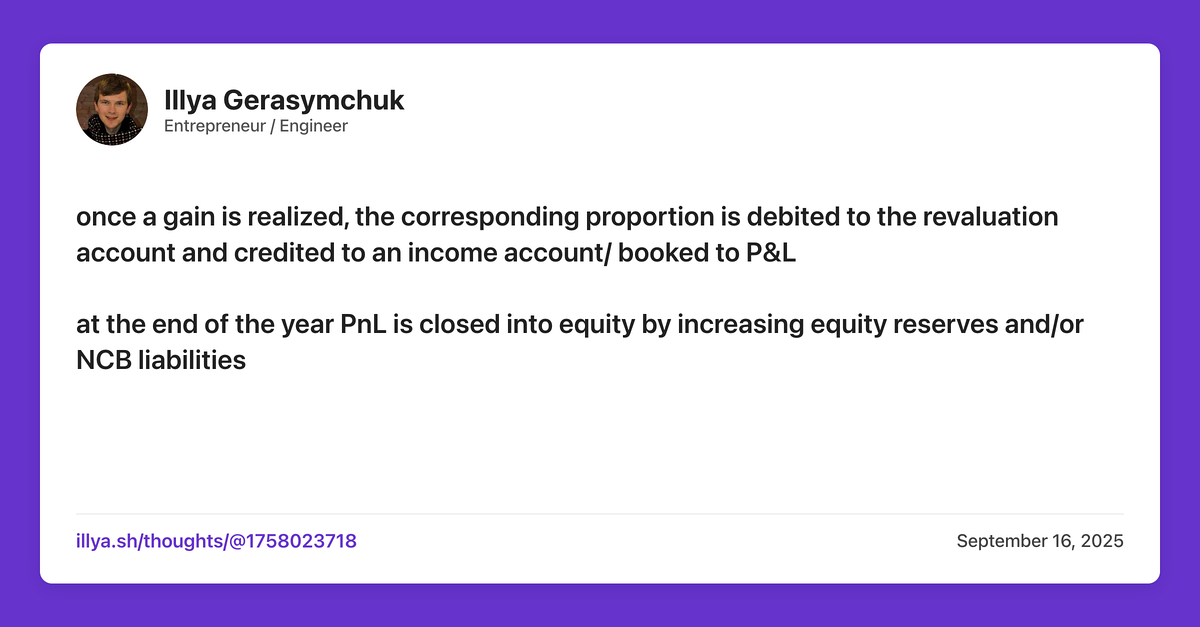 Illya Gerasymchuk
Entrepreneur / Engineer
once a gain is realized, the corresponding proportion is debited to the revaluation
account and credited to an income account/ booked to P&L
at the end of the year PnL is closed into equity by increasing equity reserves and/or
NCB liabilities
illya.sh/thoughts/@1758023718
September 16, 2025